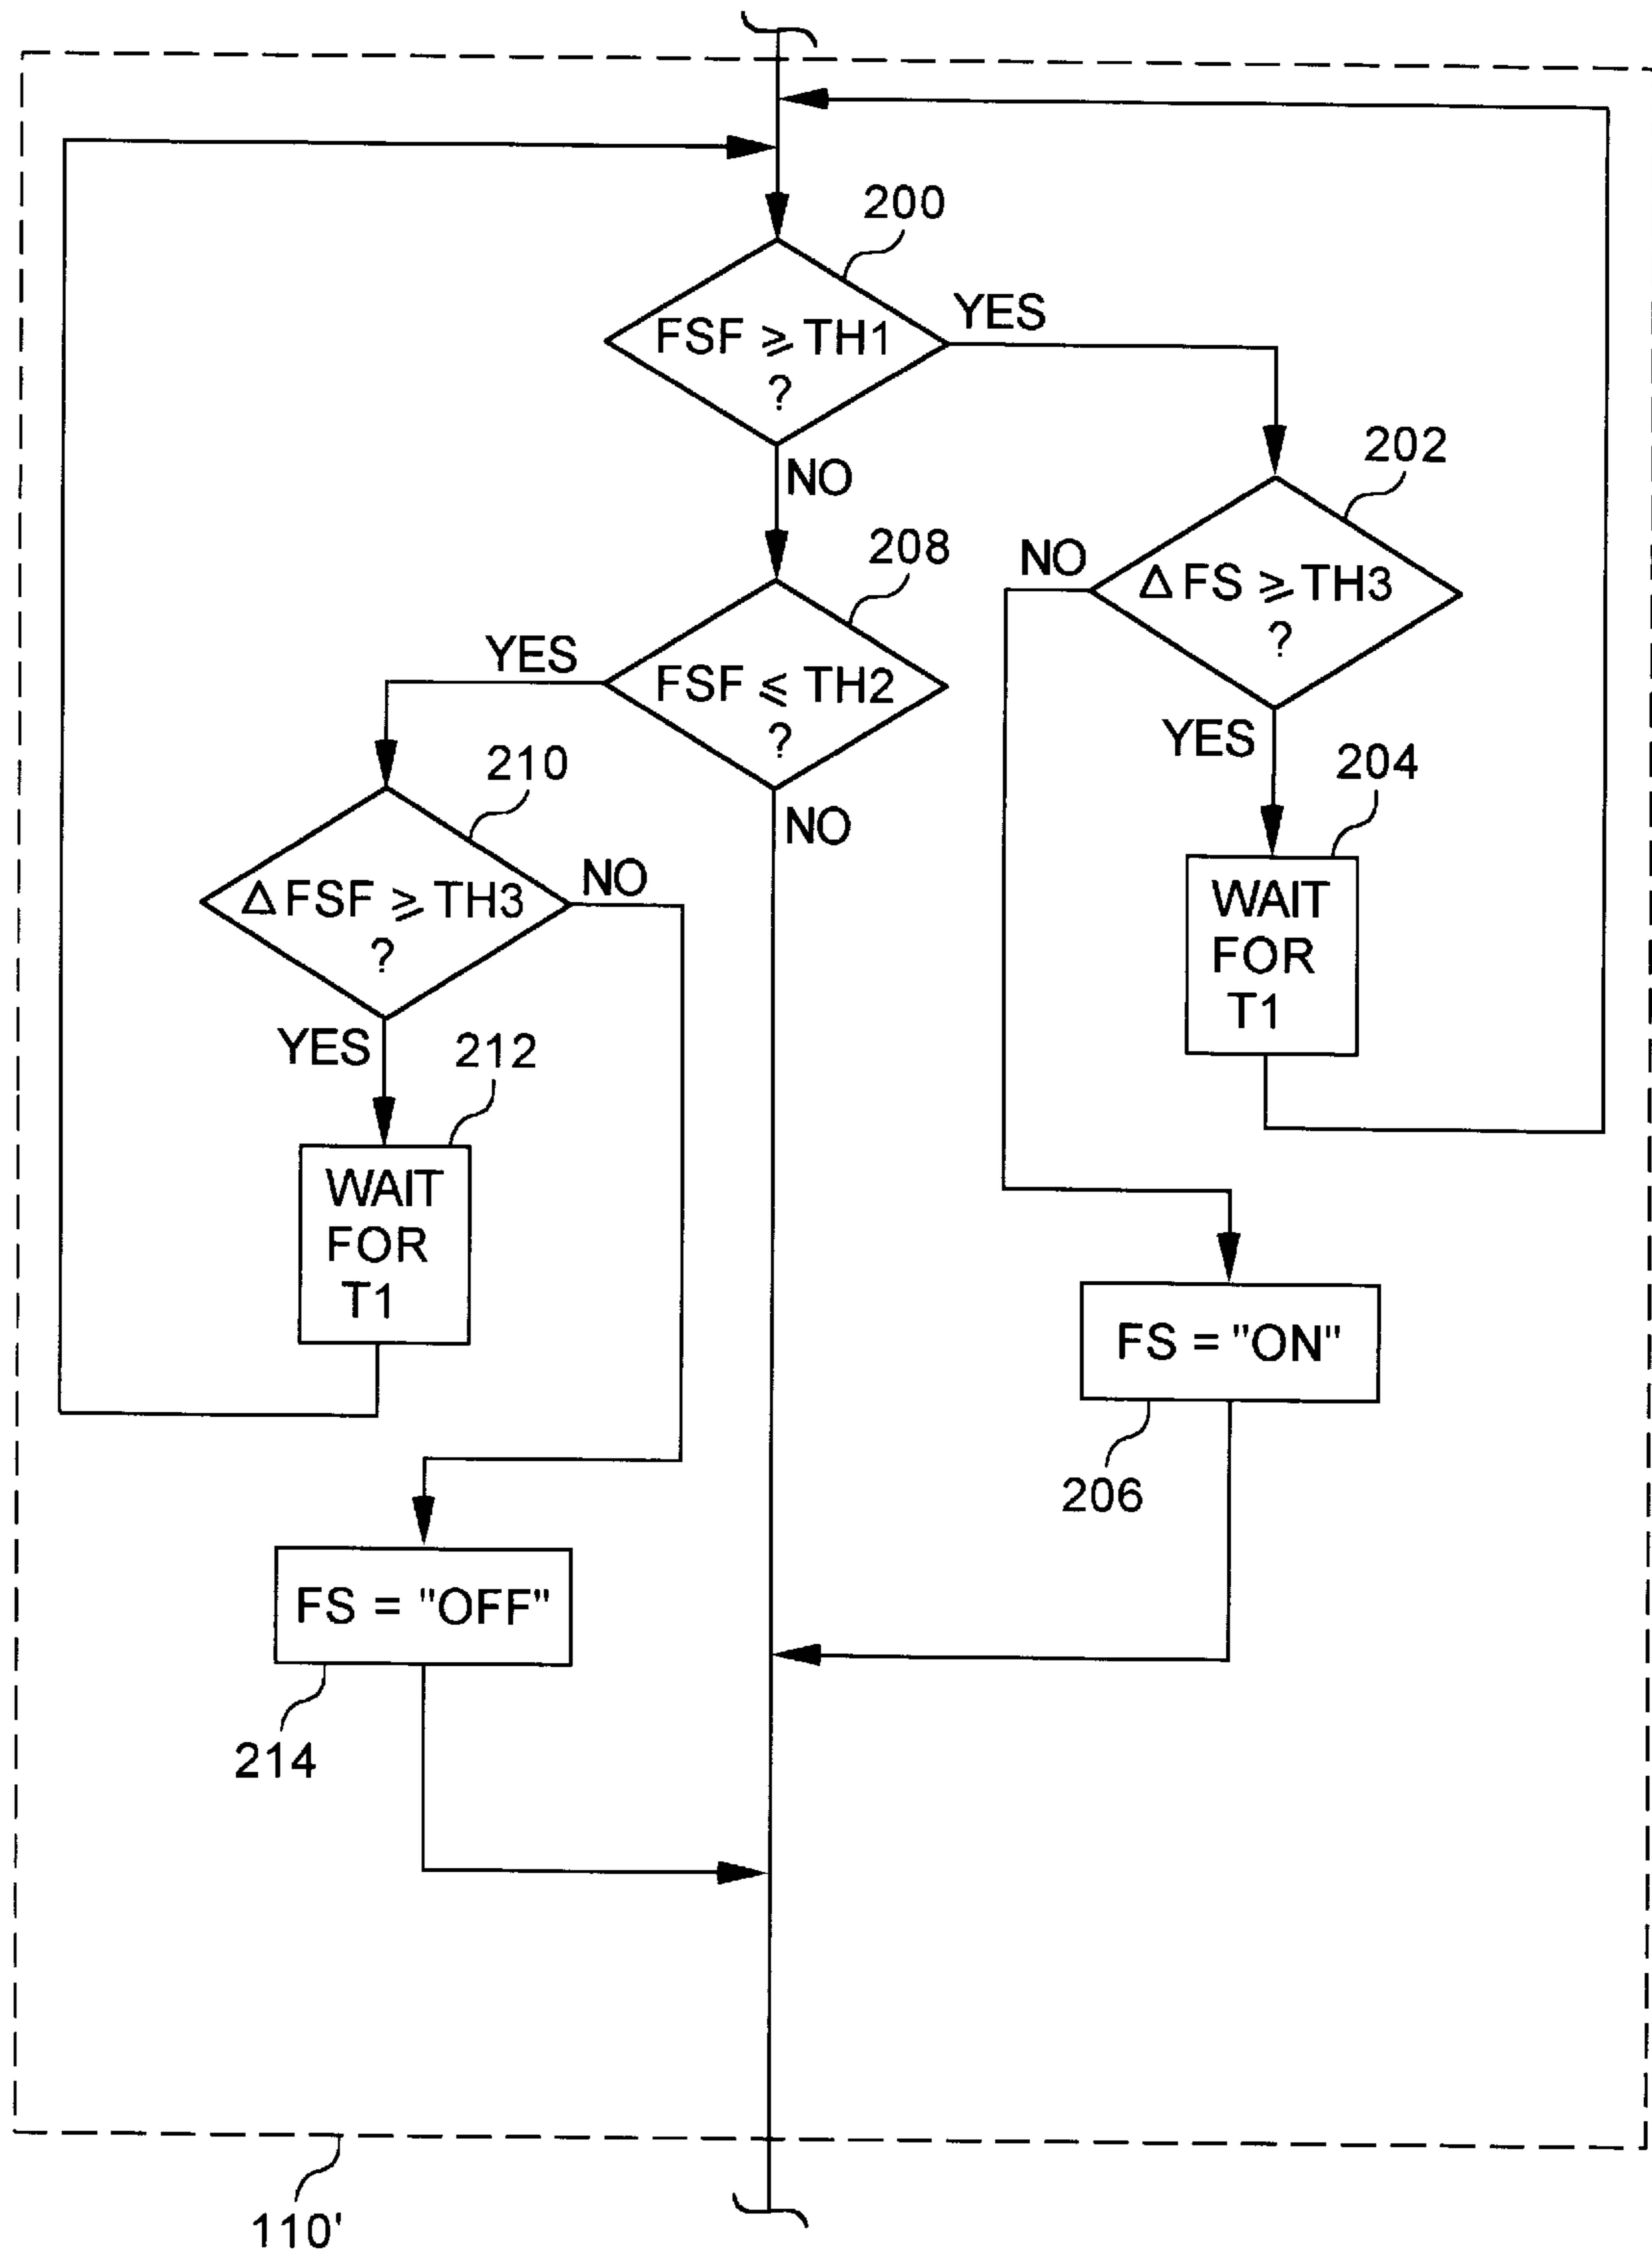 200
FSF ≥ TH1
?
YES
NO
202
Δ FS ≥ TH3
?
NO
YES
208
FSF ≤ TH2
?
YES
NO
204
WAIT
FOR
T1
210
Δ FSF ≥ TH3
?
NO
YES
212
WAIT
FOR
T1
FS = "ON"
206
FS = "OFF"
214
110'